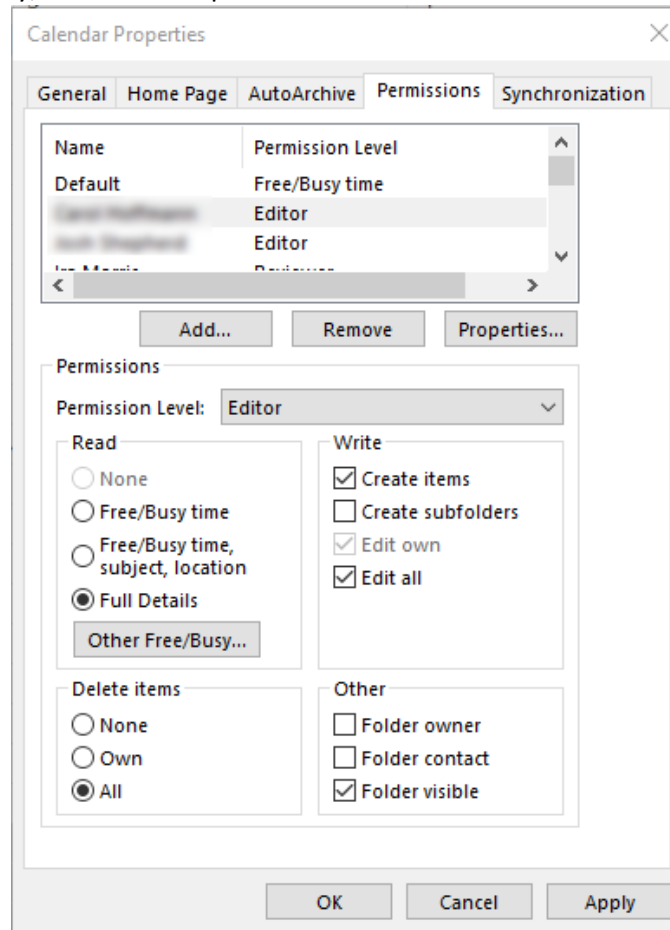 Calendar Properties
General Home Page AutoArchive Permissions Synchronization
Name Permission Level
Default Free/Busy time
Editor
Editor
Add... Remove Properties...
Permissions
Permission Level: Editor
Read Write
None Create items
Free/Busy time Create subfolders
Free/Busy time, Edit own
subject, location Edit all
Full Details
Other Free/Busy...
Delete items Other
None Folder owner
Own Folder contact
All Folder visible
OK Cancel Apply